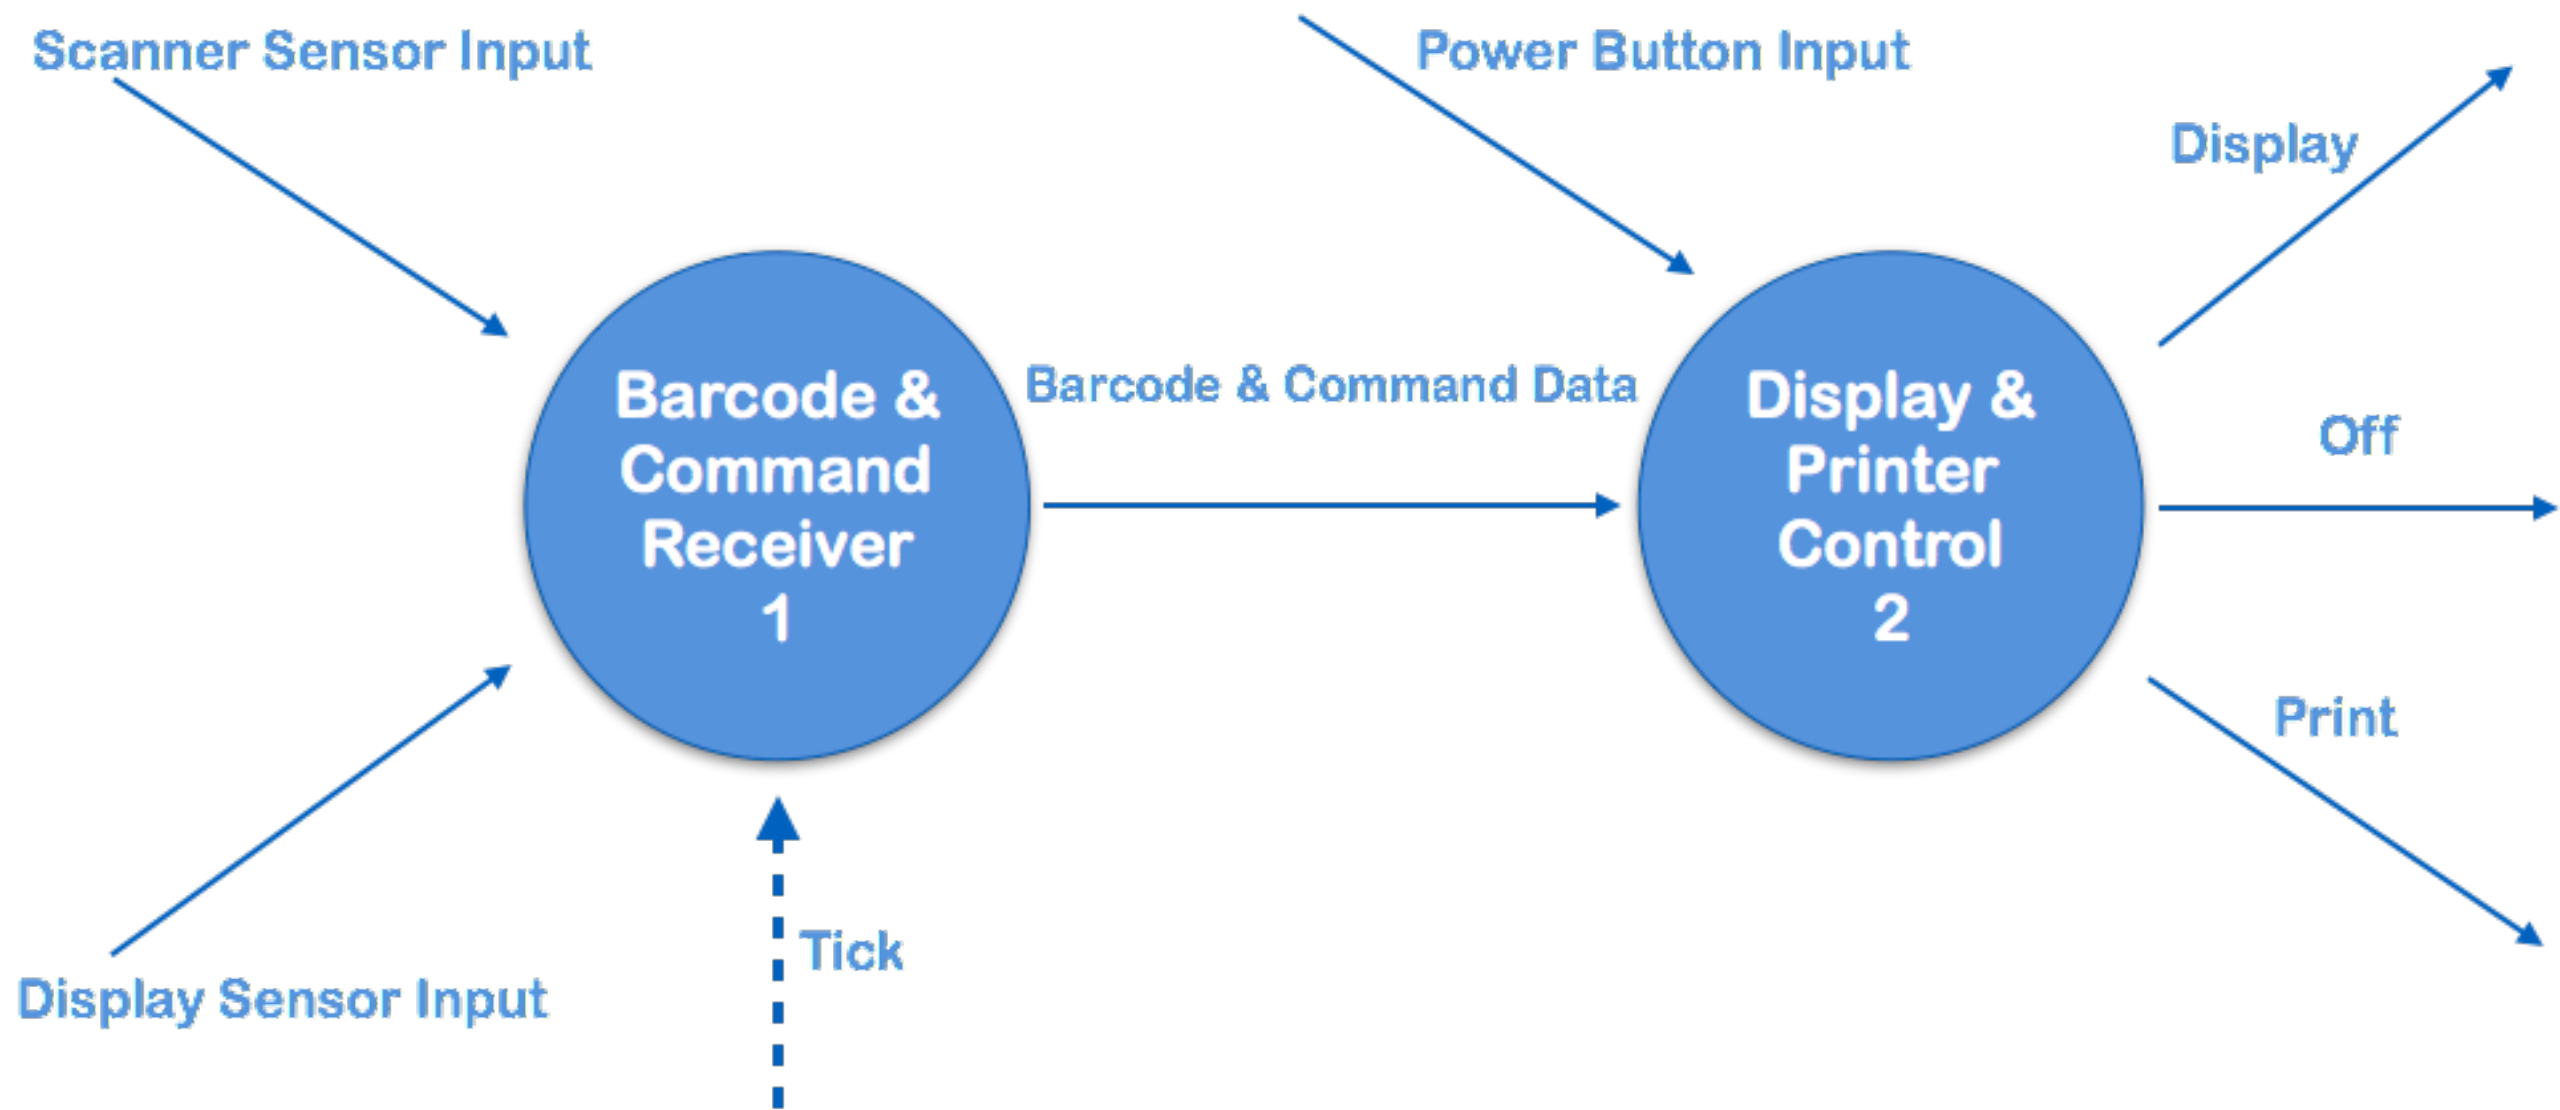 Scanner Sensor Input
Power Button Input
Display
Barcode &
Command
Receiver
1
Barcode & Command Data
Display &
Printer
Control
2
Off
Print
Tick
Display Sensor Input